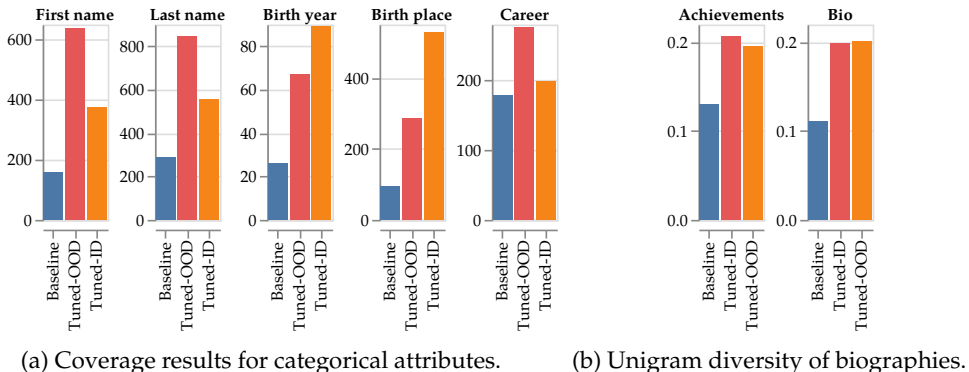 First name Last name Birth year Birth place Career Achievements Bio
600 400 200 0
800 600 400 200 0
80 60 40 20 0
400 200 0
200 100 0
0.2 0.1 0.0
0.2 0.1 0.0
Baseline Tuned-OOD Tuned-ID
Baseline Tuned-OOD Tuned-ID
Baseline Tuned-OOD Tuned-ID
Baseline Tuned-OOD Tuned-ID
Baseline Tuned-OOD Tuned-ID
Baseline Tuned-ID Tuned-OOD
Baseline Tuned-ID Tuned-OOD
(a) Coverage results for categorical attributes.
(b) Unigram diversity of biographies.